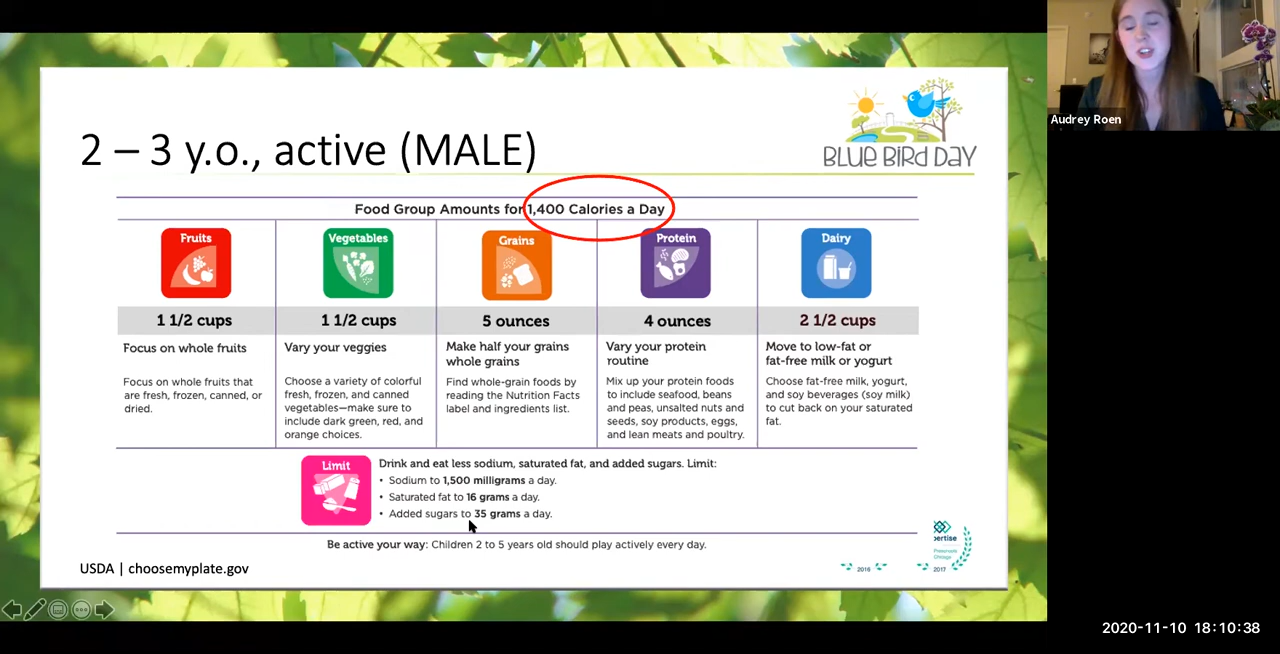 Audrey Roen
2 – 3 y.o., active (MALE)
BLUE BIRD DAY
Food Group Amounts for 1,400 Calories a Day
Fruits
Vegetables
Grains
Protein
Dairy
1 1/2 cups
1 1/2 cups
5 ounces
4 ounces
2 1/2 cups
Focus on whole fruits
Focus on whole fruits that
are fresh, frozen, canned, or
dried.
Vary your veggies
Choose a variety of colorful
fresh, frozen, and canned
vegetables—make sure to
include dark green, red, and
orange choices.
Make half your grains
whole grains
Find whole-grain foods by
reading the Nutrition Facts
label and ingredients list.
Vary your protein
routine
Mix up your protein foods
to include seafood, beans
and peas, unsalted nuts and
seeds, soy products, eggs,
and lean meats and poultry.
Move to low-fat or
fat-free milk or yogurt
Choose fat-free milk, yogurt,
and soy beverages (soy milk)
to cut back on your saturated
fat.
Limit
Drink and eat less sodium, saturated fat, and added sugars. Limit:
• Sodium to 1,500 milligrams a day.
• Saturated fat to 16 grams a day.
• Added sugars to 35 grams a day.
Be active your way: Children 2 to 5 years old should play actively every day.
USDA | choosemyplate.gov
pertise
2016
2017
2020-11-10 18:10:38